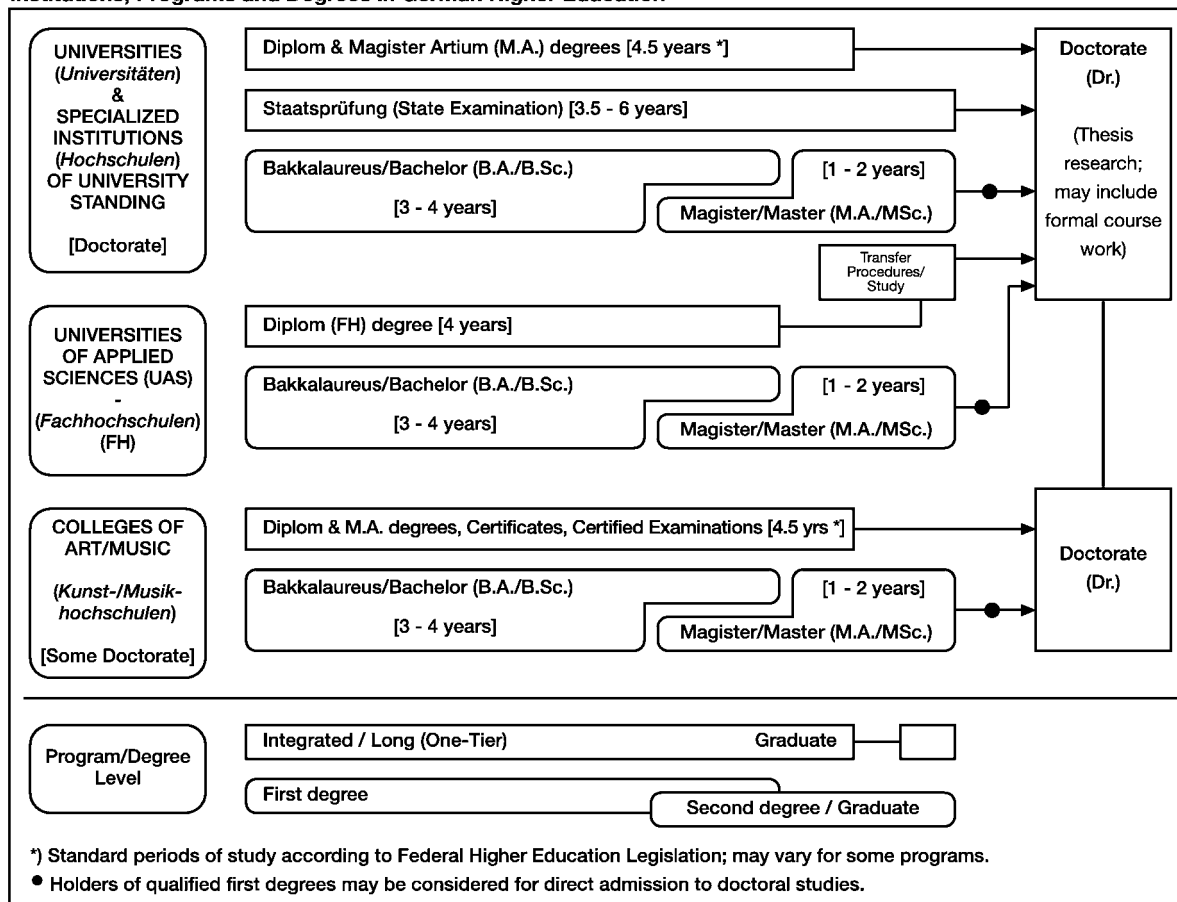 Institutions, Programs and Degrees in German Higher Education
UNIVERSITIES
(Universitäten)
&
SPECIALIZED
INSTITUTIONS
(Hochschulen)
OF UNIVERSITY
STANDING
[Doctorate]
Diplom & Magister Artium (M.A.) degrees [4.5 years *]
Staatsprüfung (State Examination) [3.5 - 6 years]
Bakkalaureus/Bachelor (B.A./B.Sc.)
[3 - 4 years]
[1 - 2 years]
Magister/Master (M.A./MSc.)
Transfer
Procedures/
Study
Doctorate
(Dr.)
(Thesis
research;
may include
formal course
work)
UNIVERSITIES
OF APPLIED
SCIENCES (UAS)
-
(Fachhochschulen)
(FH)
Diplom (FH) degree [4 years]
Bakkalaureus/Bachelor (B.A./B.Sc.)
[3 - 4 years]
[1 - 2 years]
Magister/Master (M.A./MSc.)
COLLEGES OF
ART/MUSIC
(Kunst-/Musik-
hochschulen)
[Some Doctorate]
Diplom & M.A. degrees, Certificates, Certified Examinations [4.5 yrs *]
Bakkalaureus/Bachelor (B.A./B.Sc.)
[3 - 4 years]
[1 - 2 years]
Magister/Master (M.A./MSc.)
Doctorate
(Dr.)
Program/Degree
Level
Integrated / Long (One-Tier) Graduate
First degree
Second degree / Graduate
*) Standard periods of study according to Federal Higher Education Legislation; may vary for some programs.
● Holders of qualified first degrees may be considered for direct admission to doctoral studies.